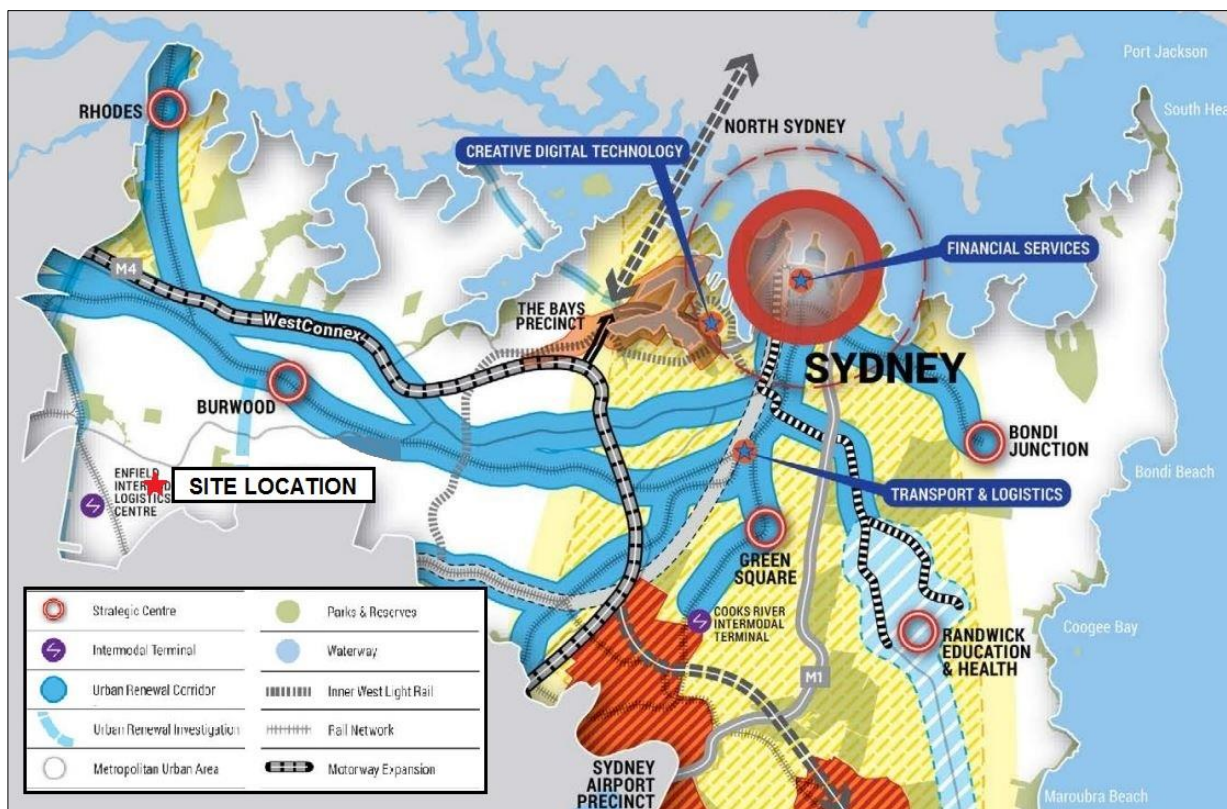 Port Jackson
RHODES
South Hea
NORTH SYDNEY
CREATIVE DIGITAL TECHNOLOGY
FINANCIAL SERVICES
M4
THE BAYS
PRECINCT
WestConnex
SYDNEY
BURWOOD
BONDI
JUNCTION
Bondi Beach
ENFIELD
LOGISTICS
CENTRE
SITE LOCATION
TRANSPORT & LOGISTICS
GREEN
SQUARE
COOKS RIVER
INTERMODAL
TERMINAL
Coogee Bay
RANDWICK
EDUCATION
& HEALTH
M1
SYDNEY
AIRPORT
PRECINCT
Maroubra Beach
Strategic Centre
Parks & Reserves
Intermodal Terminal
Waterway
Urban Renewal Corridor
Inner West Light Rail
Urban Renewal Investigation
Rail Network
Metropolitan Urban Area
Motorway Expansion